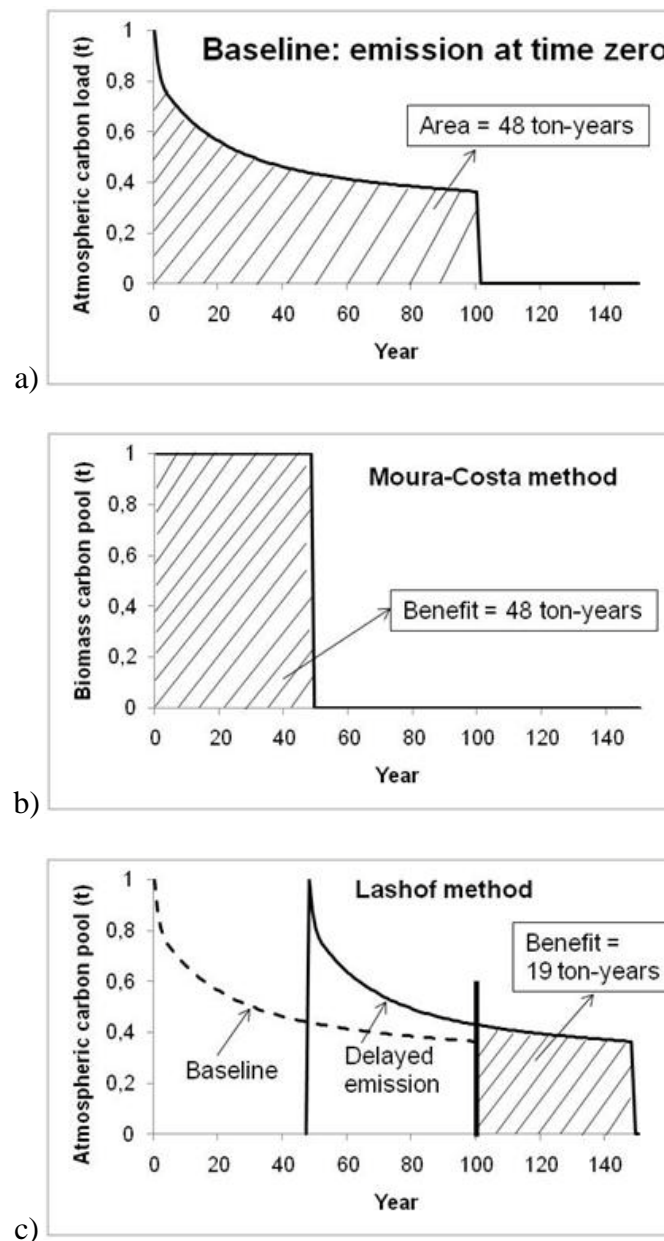 Baseline: emission at time zero
Atmospheric carbon load (t)
1
0.8
0.6
0.4
0,2
0
Area = 48 ton-years
0 20 40 60 80 100 120 140
Year
a)
Moura-Costa method
Biomass carbon pool (t)
1
0.8
0.6
0.4
0.2
0
Benefit = 48 ton-years
0 20 40 60 80 100 120 140
Year
b)
Lashof method
Atmospheric carbon pool (t)
1
0.8
0.6
0.4
0.2
0
Benefit =
19 ton-years
Baseline
Delayed
emission
0 20 40 60 80 100 120 140
Year
c)